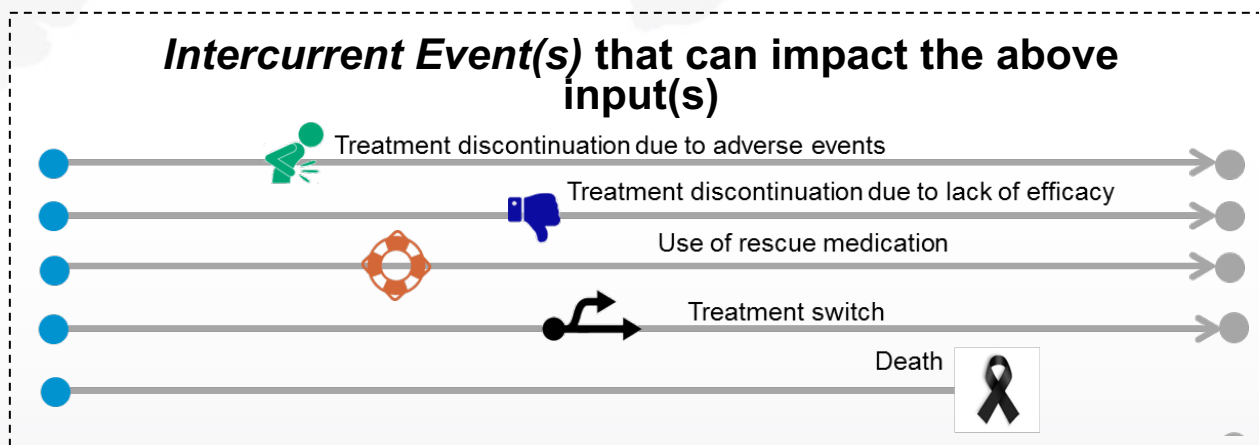 Intercurrent Event(s) that can impact the above
input(s)
Treatment discontinuation due to adverse events
Treatment discontinuation due to lack of efficacy
Use of rescue medication
Treatment switch
Death